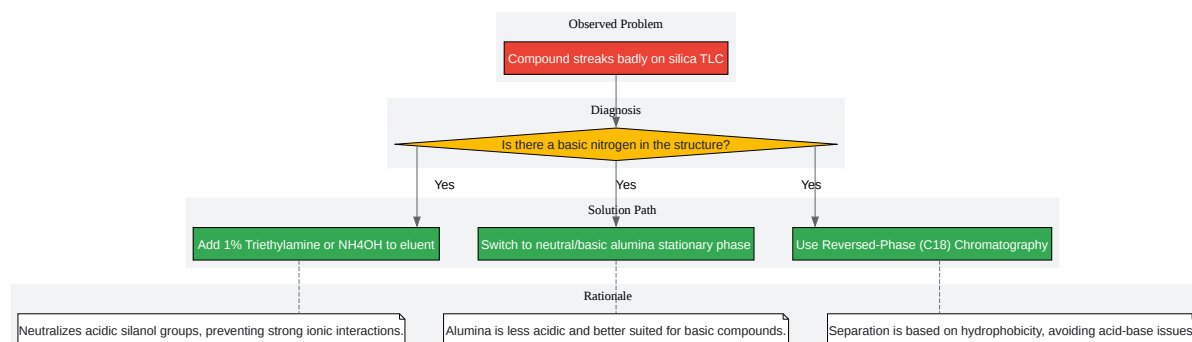 Observed Problem
Compound streaks badly on silica TLC
Diagnosis
Is there a basic nitrogen in the structure?
Yes
Yes
Yes
Solution Path
Add 1% Triethylamine or NH4OH to eluent
Switch to neutral/basic alumina stationary phase
Use Reversed-Phase (C18) Chromatography
Rationale
Neutralizes acidic silanol groups, preventing strong ionic interactions.
Alumina is less acidic and better suited for basic compounds.
Separation is based on hydrophobicity, avoiding acid-base issues